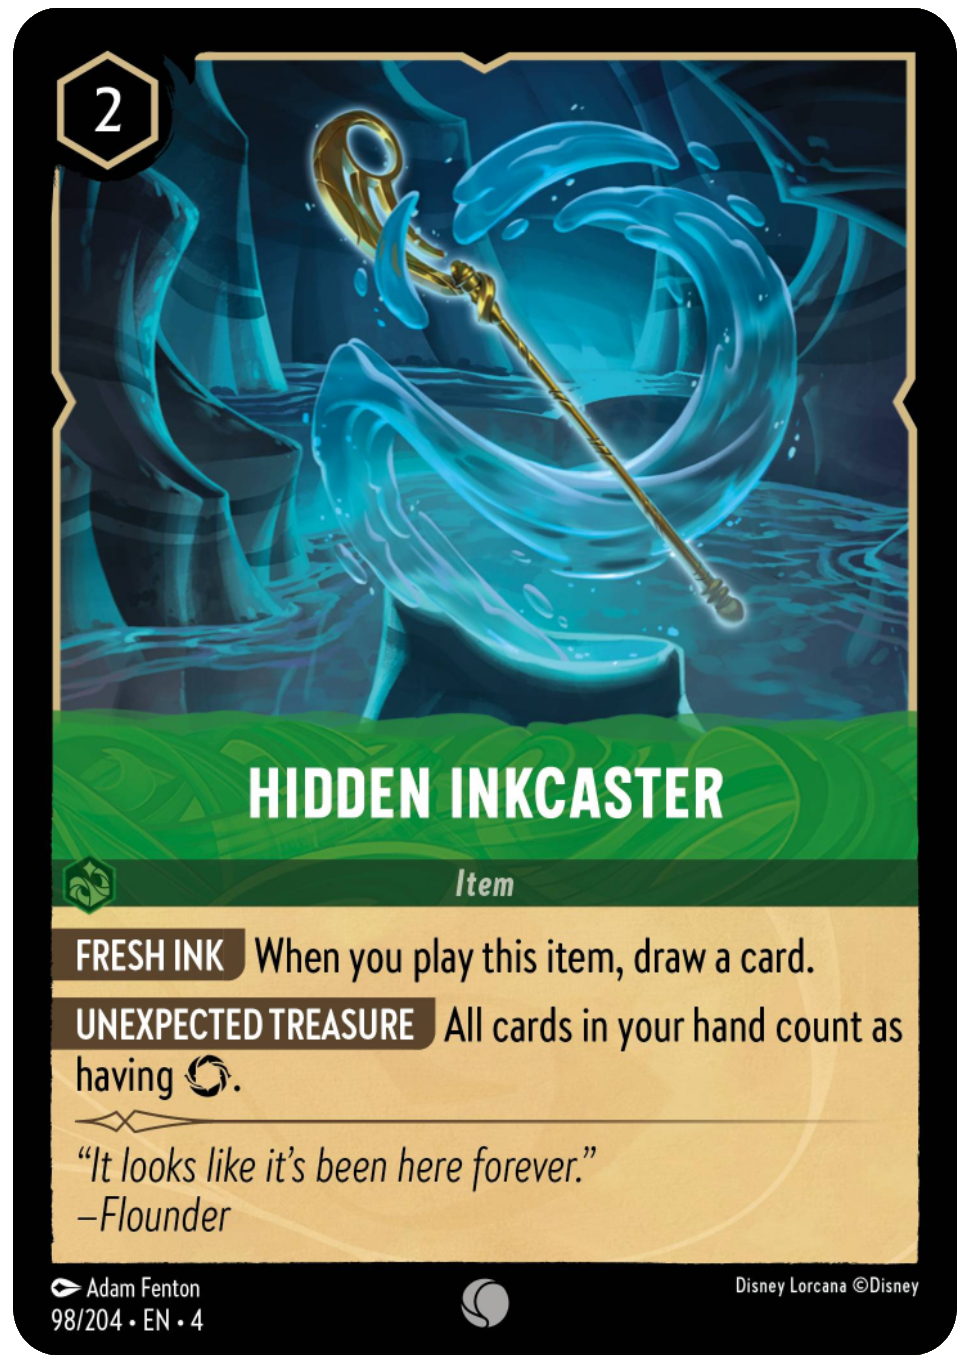 2
HIDDEN INKCASTER
Item
FRESH INK When you play this item, draw a card.
UNEXPECTED TREASURE All cards in your hand count as
having .
“It looks like it’s been here forever.”
–Flounder
Adam Fenton
Disney Lorcana ©Disney
98/204 • EN • 4